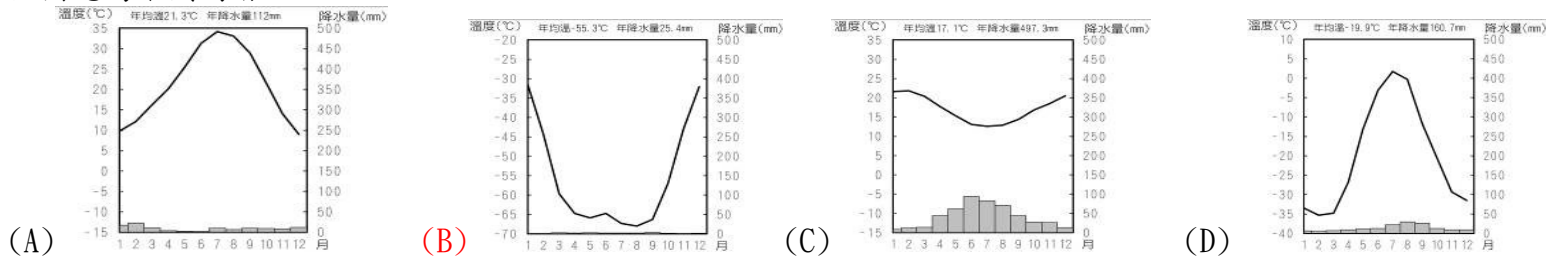 (A)
溫度(℃) 年均溫21.3℃ 年降水量112mm 降水量(mm)
35 30 25 20 15 10 5 0 -5 -10 -15
500 450 400 350 300 250 200 150 100 50 0
1 2 3 4 5 6 7 8 9 10 11 12 月
(B)
溫度(℃) 年均溫-55.3℃ 年降水量25.4mm 降水量(mm)
-20 -25 -30 -35 -40 -45 -50 -55 -60 -65 -70
500 450 400 350 300 250 200 150 100 50 0
1 2 3 4 5 6 7 8 9 10 11 12 月
(C)
溫度(℃) 年均溫17.1℃ 年降水量497.3mm 降水量(mm)
35 30 25 20 15 10 5 0 -5 -10 -15
500 450 400 350 300 250 200 150 100 50 0
1 2 3 4 5 6 7 8 9 10 11 12 月
(D)
溫度(℃) 年均溫-19.9℃ 年降水量160.7mm 降水量(mm)
10 5 0 -5 -10 -15 -20 -25 -30 -35 -40
500 450 400 350 300 250 200 150 100 50 0
1 2 3 4 5 6 7 8 9 10 11 12 月